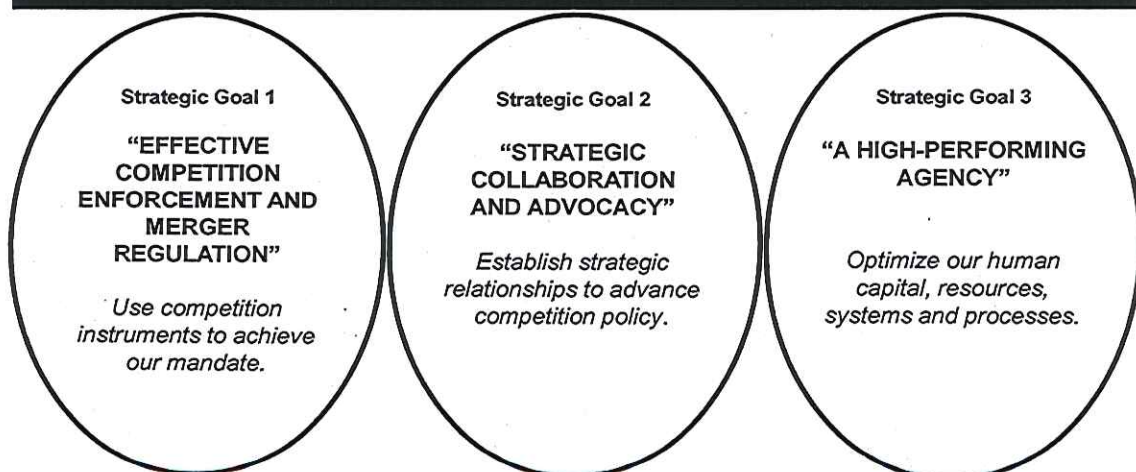 Strategic Goal 1
“EFFECTIVE
COMPETITION
ENFORCEMENT AND
MERGER
REGULATION”
Use competition
instruments to achieve
our mandate.
Strategic Goal 2
“STRATEGIC
COLLABORATION
AND ADVOCACY”
Establish strategic
relationships to advance
competition policy.
Strategic Goal 3
“A HIGH-PERFORMING
AGENCY”
Optimize our human
capital, resources,
systems and processes.